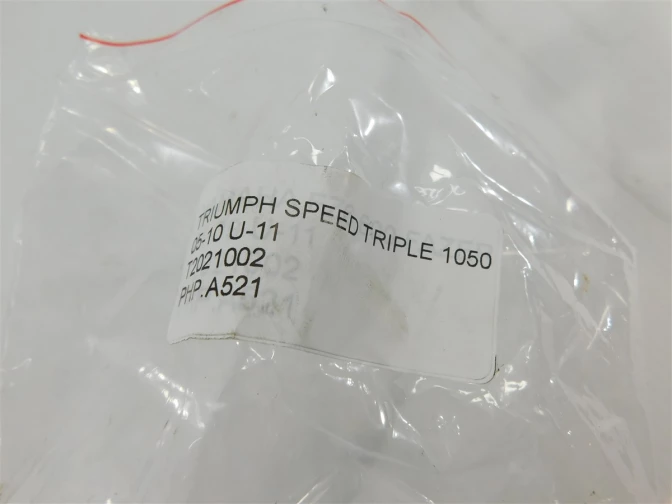 TRIUMPH SPEED TRIPLE 1050
05-10 U-11
T2021002
PHP.A521